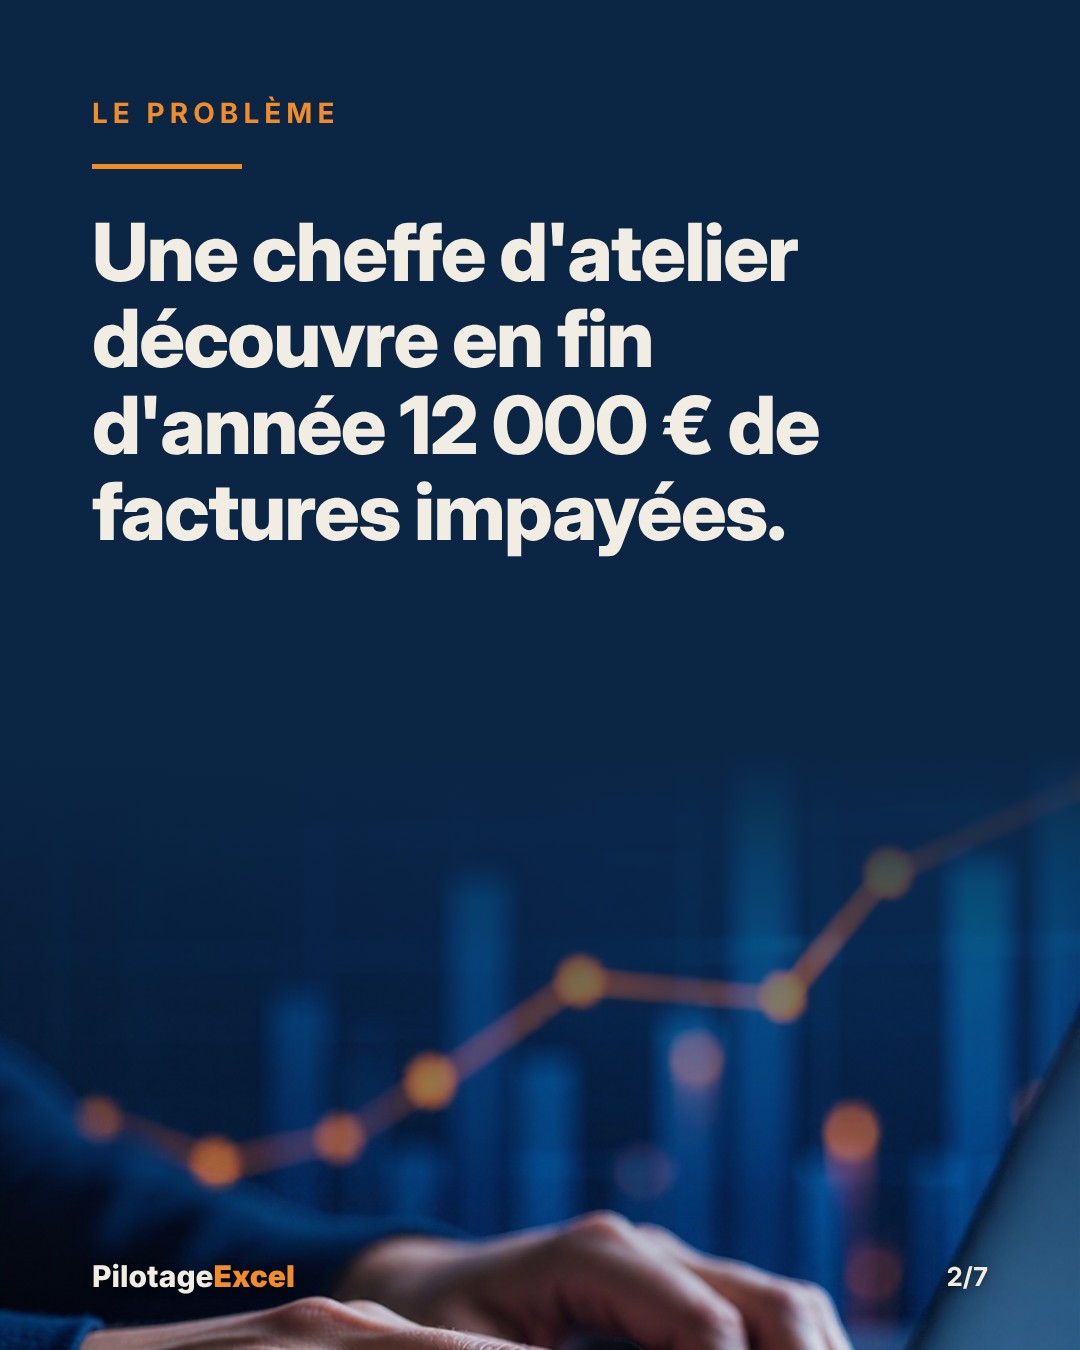 LE PROBLÈME
Une cheffe d'atelier
découvre en fin
d'année 12 000 € de
factures impayées.
PilotageExcel
2/7